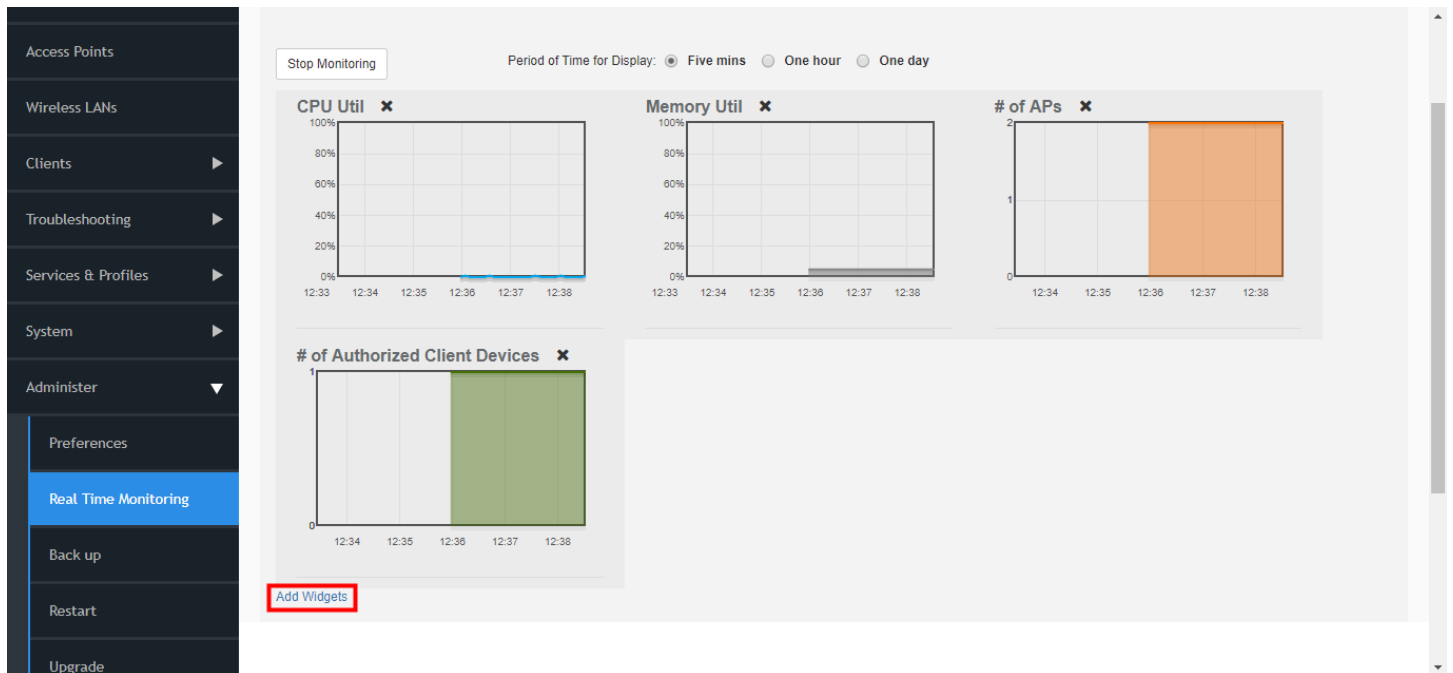 Access Points
Wireless LANs
Clients
Troubleshooting
Services & Profiles
System
Administer
Preferences
Real Time Monitoring
Back up
Restart
Upgrade
Stop Monitoring
Period of Time for Display: Five mins One hour One day
CPU Util ✖
100%
80%
60%
40%
20%
0%
12:33 12:34 12:35 12:36 12:37 12:38
Memory Util ✖
100%
80%
60%
40%
20%
0%
12:33 12:34 12:35 12:36 12:37 12:38
# of APs ✖
2
1
0
12:34 12:35 12:36 12:37 12:38
# of Authorized Client Devices ✖
1
0
12:34 12:35 12:36 12:37 12:38
Add Widgets